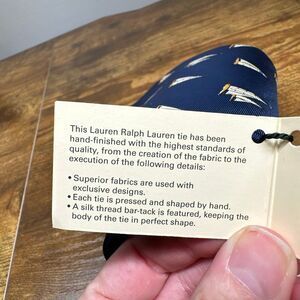 This Lauren Ralph Lauren tie has been
hand-finished with the highest standards of
quality, from the creation of the fabric to the
execution of the following details:
• Superior fabrics are used with
exclusive designs.
• Each tie is pressed and shaped by hand.
• A silk thread bar-tack is featured, keeping the
body of the tie in perfect shape.